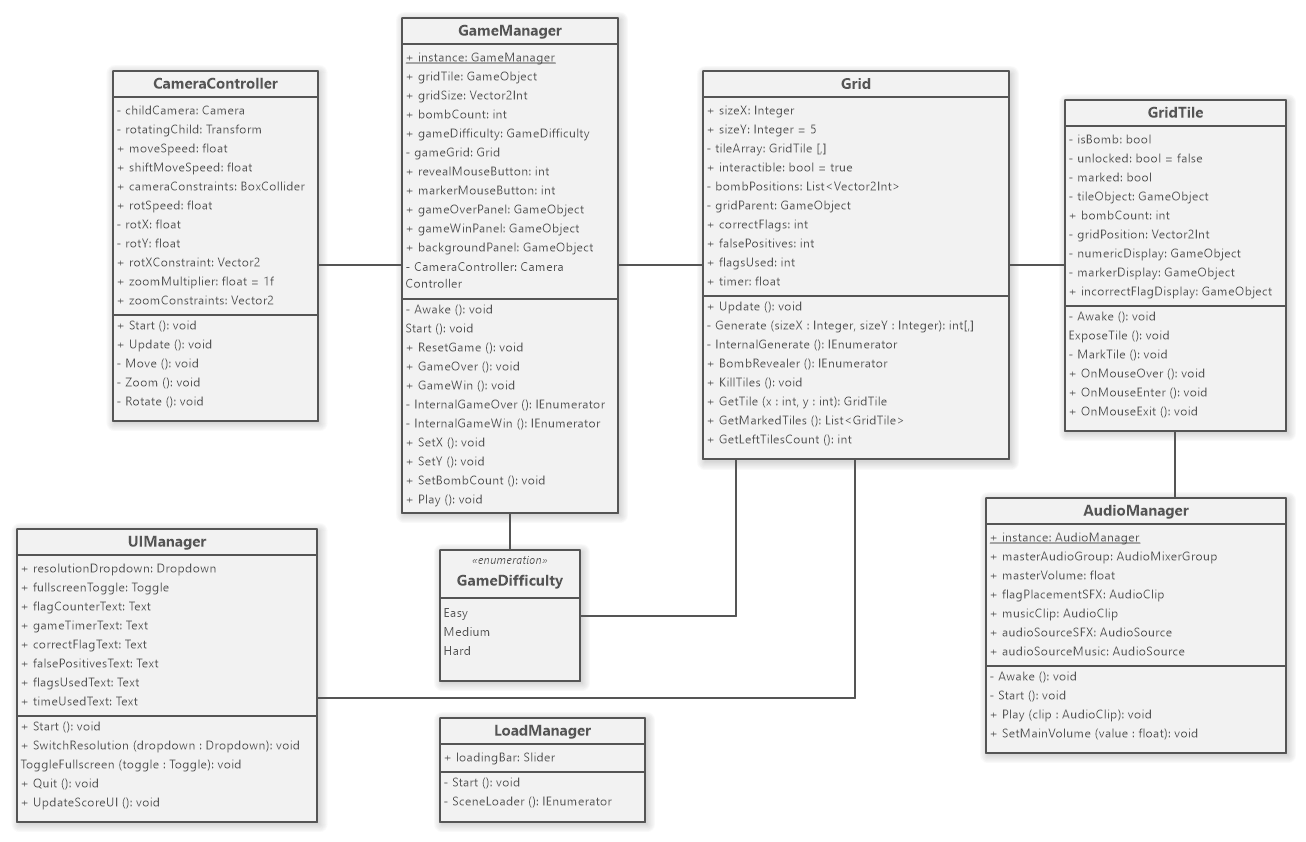 GameManager
+ instance: GameManager
+ gridTile: GameObject
+ gridSize: Vector2Int
+ bombCount: int
+ gameDifficulty: GameDifficulty
- gameGrid: Grid
+ revealMouseButton: int
+ markerMouseButton: int
+ gameOverPanel: GameObject
+ gameWinPanel: GameObject
+ backgroundPanel: GameObject
- CameraController: Camera
Controller
- Awake (): void
Start (): void
+ ResetGame (): void
+ GameOver (): void
+ GameWin (): void
- InternalGameOver (): IEnumerator
- InternalGameWin (): IEnumerator
+ SetX (): void
+ SetY (): void
+ SetBombCount (): void
+ Play (): void
CameraController
- childCamera: Camera
- rotatingChild: Transform
+ moveSpeed: float
+ shiftMoveSpeed: float
+ cameraConstraints: BoxCollider
+ rotSpeed: float
- rotX: float
- rotY: float
+ rotXConstraint: Vector2
+ zoomMultiplier: float = 1f
+ zoomConstraints: Vector2
+ Start (): void
+ Update (): void
- Move (): void
- Zoom (): void
- Rotate (): void
Grid
+ sizeX: Integer
+ sizeY: Integer = 5
- tileArray: GridTile [,]
+ interactible: bool = true
- bombPositions: List<Vector2Int>
- gridParent: GameObject
+ correctFlags: int
+ falsePositives: int
+ flagsUsed: int
+ timer: float
+ Update (): void
- Generate (sizeX : Integer, sizeY : Integer): int[,]
- InternalGenerate (): IEnumerator
+ BombRevealer (): IEnumerator
+ KillTiles (): void
+ GetTile (x : int, y : int): GridTile
+ GetMarkedTiles (): List<GridTile>
+ GetLeftTilesCount (): int
GridTile
- isBomb: bool
- unlocked: bool = false
- marked: bool
- tileObject: GameObject
+ bombCount: int
- gridPosition: Vector2Int
- numericDisplay: GameObject
- markerDisplay: GameObject
+ incorrectFlagDisplay: GameObject
- Awake (): void
ExposeTile (): void
- MarkTile (): void
+ OnMouseOver (): void
+ OnMouseEnter (): void
+ OnMouseExit (): void
AudioManager
+ instance: AudioManager
+ masterAudioGroup: AudioMixerGroup
+ masterVolume: float
+ flagPlacementSFX: AudioClip
+ musicClip: AudioClip
+ audioSourceSFX: AudioSource
+ audioSourceMusic: AudioSource
- Awake (): void
- Start (): void
+ Play (clip : AudioClip): void
+ SetMainVolume (value : float): void
UIManager
+ resolutionDropdown: Dropdown
+ fullscreenToggle: Toggle
+ flagCounterText: Text
+ gameTimerText: Text
+ correctFlagText: Text
+ falsePositivesText: Text
+ flagsUsedText: Text
+ timeUsedText: Text
+ Start (): void
+ SwitchResolution (dropdown : Dropdown): void
ToggleFullscreen (toggle : Toggle): void
+ Quit (): void
+ UpdateScoreUI (): void
«enumeration»
GameDifficulty
Easy
Medium
Hard
LoadManager
+ loadingBar: Slider
- Start (): void
- SceneLoader (): IEnumerator